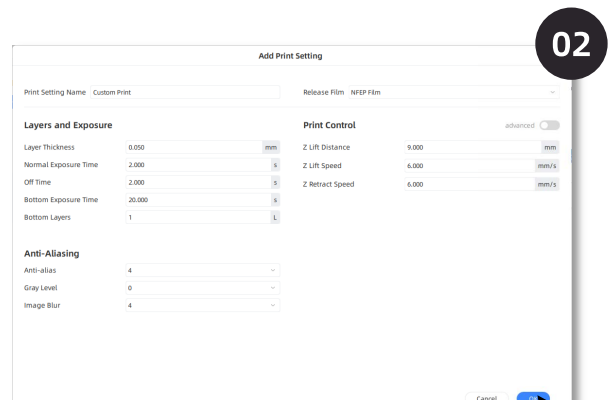 02
Add Print Setting
Print Setting Name Custom Print
Release Film NFEP Film
Layers and Exposure
Layer Thickness 0.050 mm
Normal Exposure Time 2.000 s
Off Time 2.000 s
Bottom Exposure Time 20.000 s
Bottom Layers 1 L
Print Control advanced
Z Lift Distance 9.000 mm
Z Lift Speed 6.000 mm/s
Z Retract Speed 6.000 mm/s
Anti-Aliasing
Anti-alias 4
Gray Level 0
Image Blur 4
Cancel OK